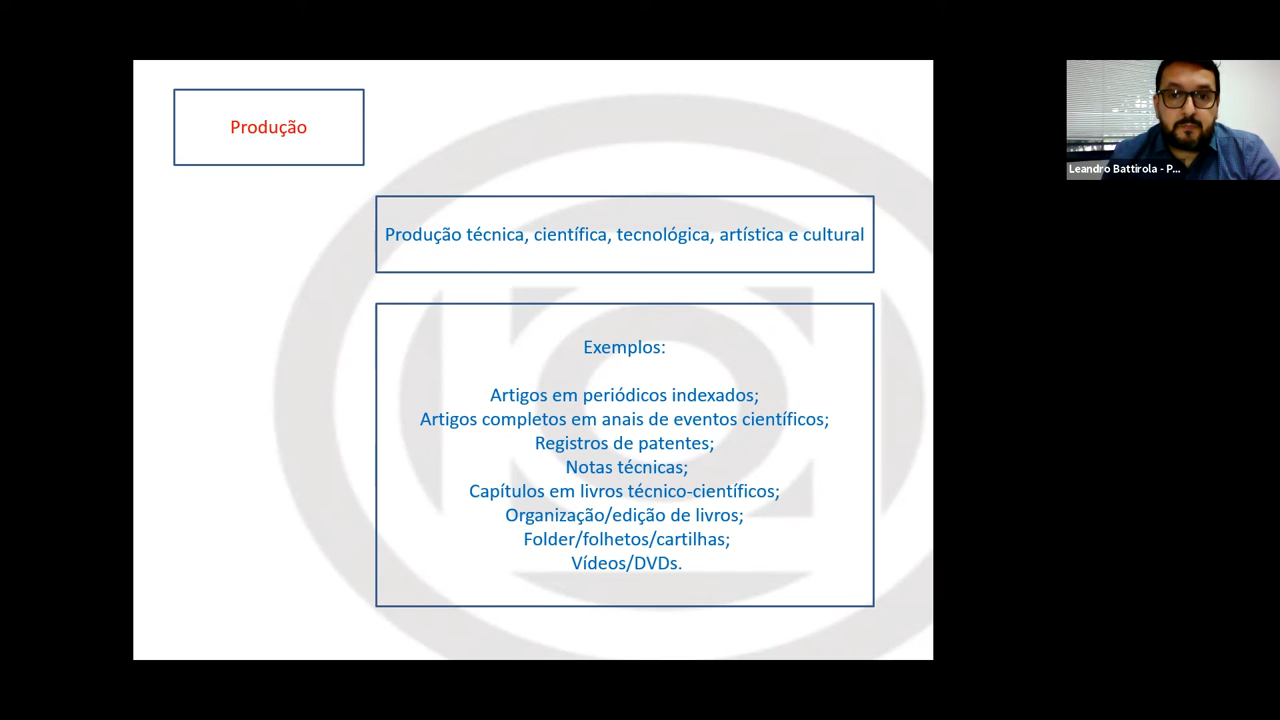 Produção
Produção técnica, científica, tecnológica, artística e cultural
Exemplos:
Artigos em periódicos indexados;
Artigos completos em anais de eventos científicos;
Registros de patentes;
Notas técnicas;
Capítulos em livros técnico-científicos;
Organização/edição de livros;
Folder/folhetos/cartilhas;
Vídeos/DVDs.
Leandro Battirola - P...